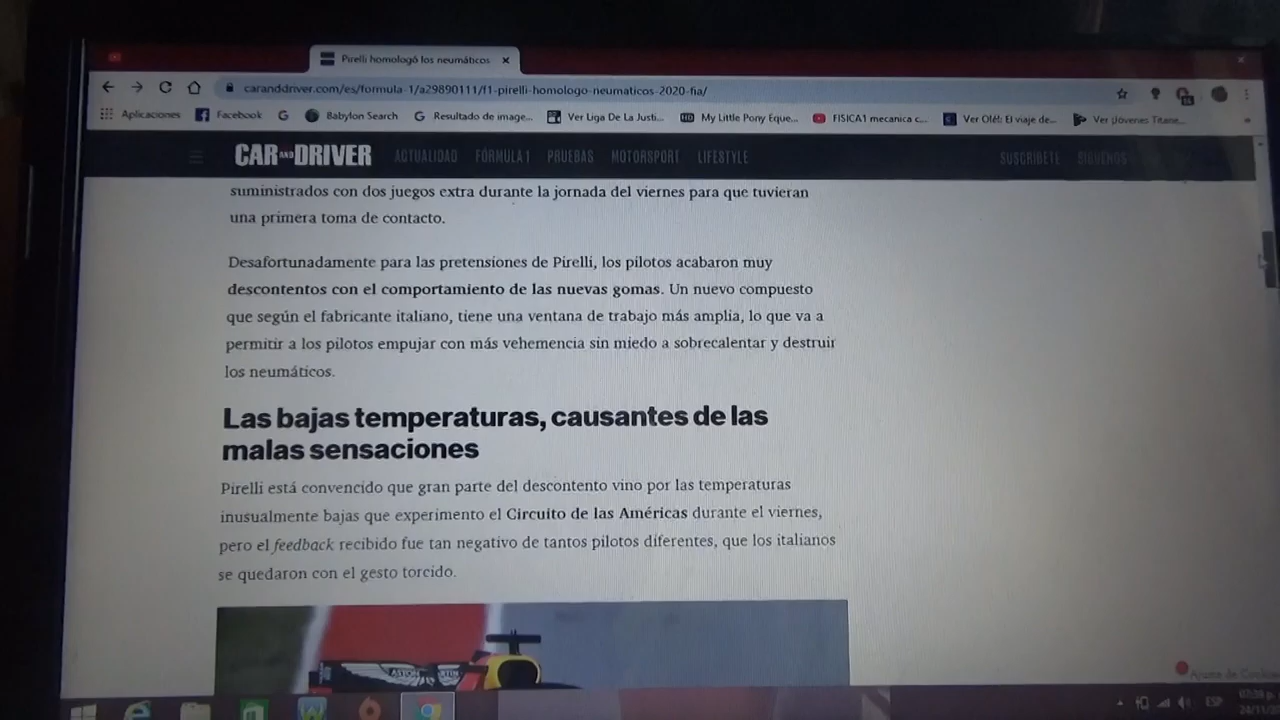 Pirelli homologó los neumáticos
caranddriver.com/es/formula-1/a29890111/f1-pirelli-homologo-neumaticos-2020-fia/
Aplicaciones Facebook Babylon Search Resultado de image... Ver Liga De La Justi... My Little Pony Eque... FISICA1 mecanica c... Ver Olé!: El viaje de... Ver ¡Jóvenes Titane...
CAR AND DRIVER ACTUALIDAD FÓRMULA 1 PRUEBAS MOTORSPORT LIFESTYLE SUSCRÍBETE SÍGUENOS
suministrados con dos juegos extra durante la jornada del viernes para que tuvieran
una primera toma de contacto.
Desafortunadamente para las pretensiones de Pirelli, los pilotos acabaron muy
descontentos con el comportamiento de las nuevas gomas. Un nuevo compuesto
que según el fabricante italiano, tiene una ventana de trabajo más amplia, lo que va a
permitir a los pilotos empujar con más vehemencia sin miedo a sobrecalentar y destruir
los neumáticos.
Las bajas temperaturas, causantes de las
malas sensaciones
Pirelli está convencido que gran parte del descontento vino por las temperaturas
inusualmente bajas que experimento el Circuito de las Américas durante el viernes,
pero el feedback recibido fue tan negativo de tantos pilotos diferentes, que los italianos
se quedaron con el gesto torcido.
ASTON
Ajuste de
ESP